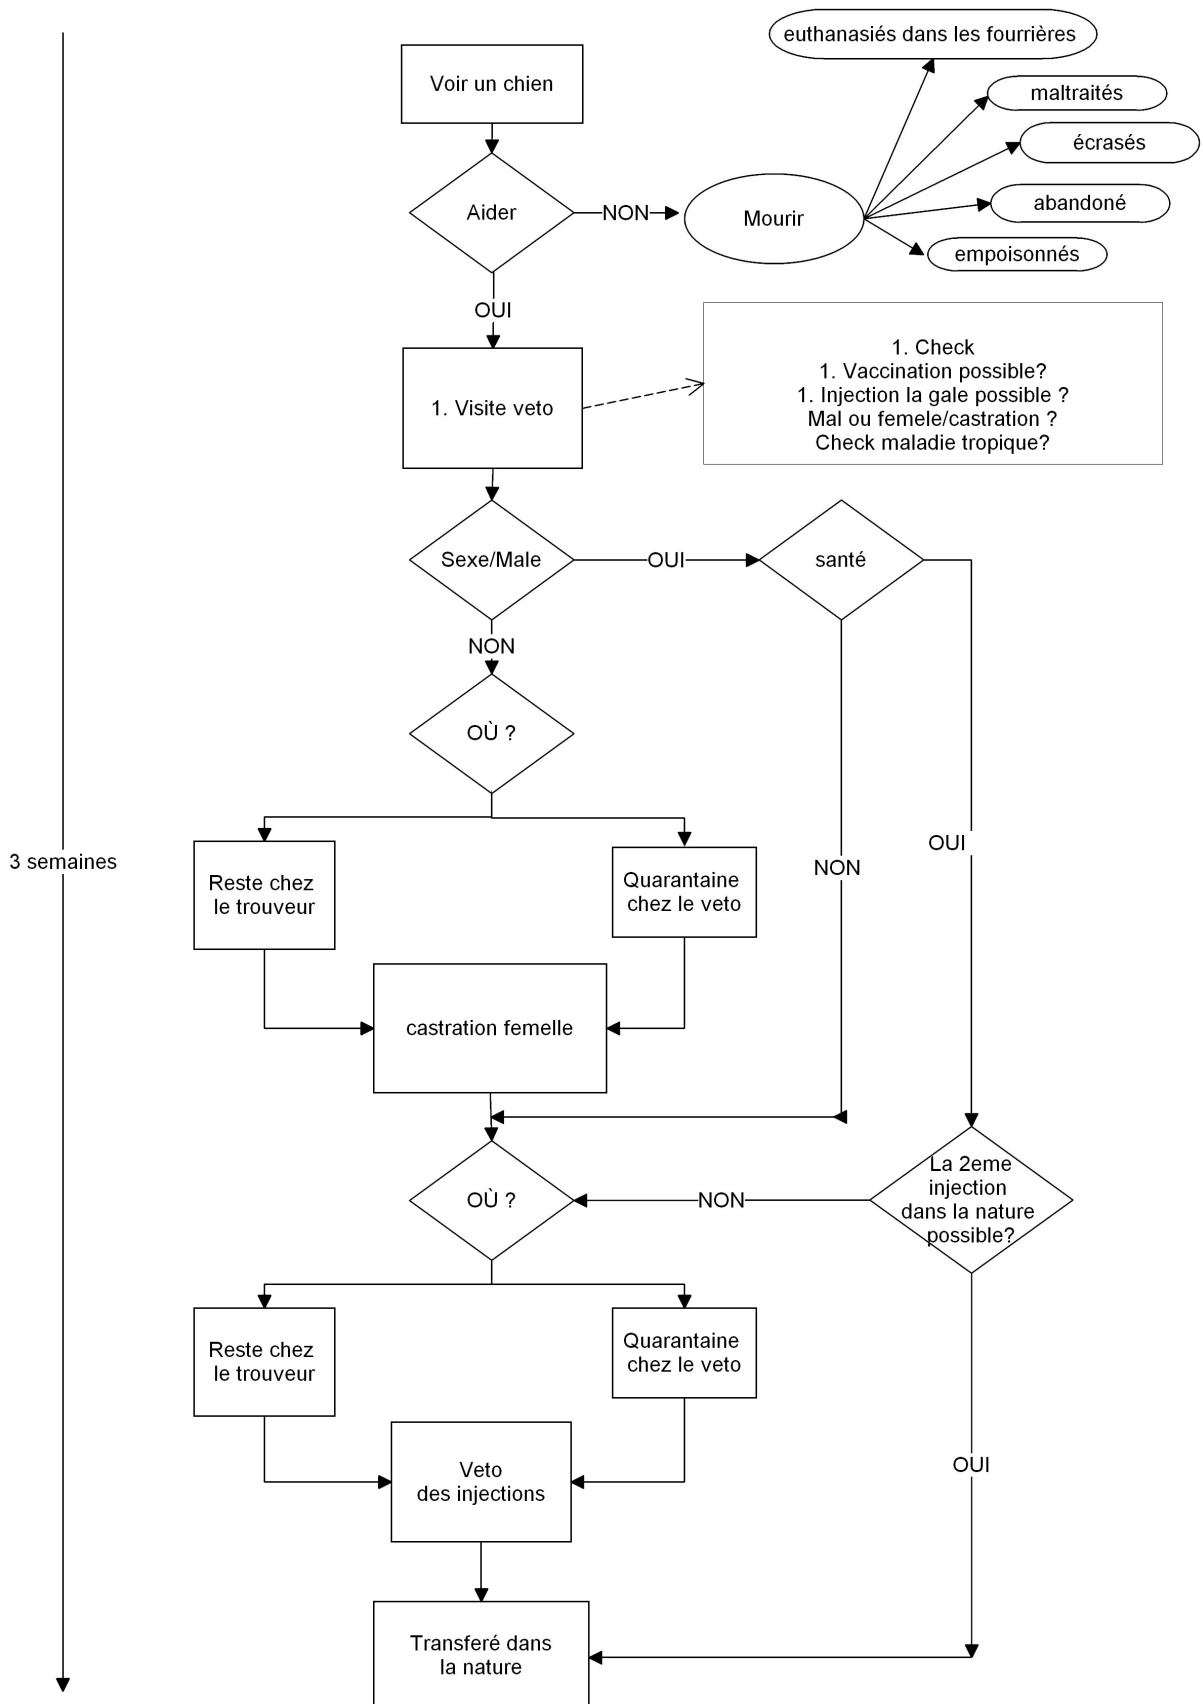 euthanasiés dans les fourrières
Voir un chien
maltraités
écrasés
Aider
NON
Mourir
abandoné
empoisonnés
OUI
1. Visite veto
1. Check
1. Vaccination possible?
1. Injection la gale possible ?
Mal ou femele/castration ?
Check maladie tropique?
Sexe/Male
OUI
santé
NON
OÙ ?
3 semaines
Reste chez
le trouveur
Quarantaine
chez le veto
NON
OUI
castration femelle
OÙ ?
NON
La 2eme
injection
dans la nature
possible?
Reste chez
le trouveur
Quarantaine
chez le veto
Veto
des injections
OUI
Transferé dans
la nature